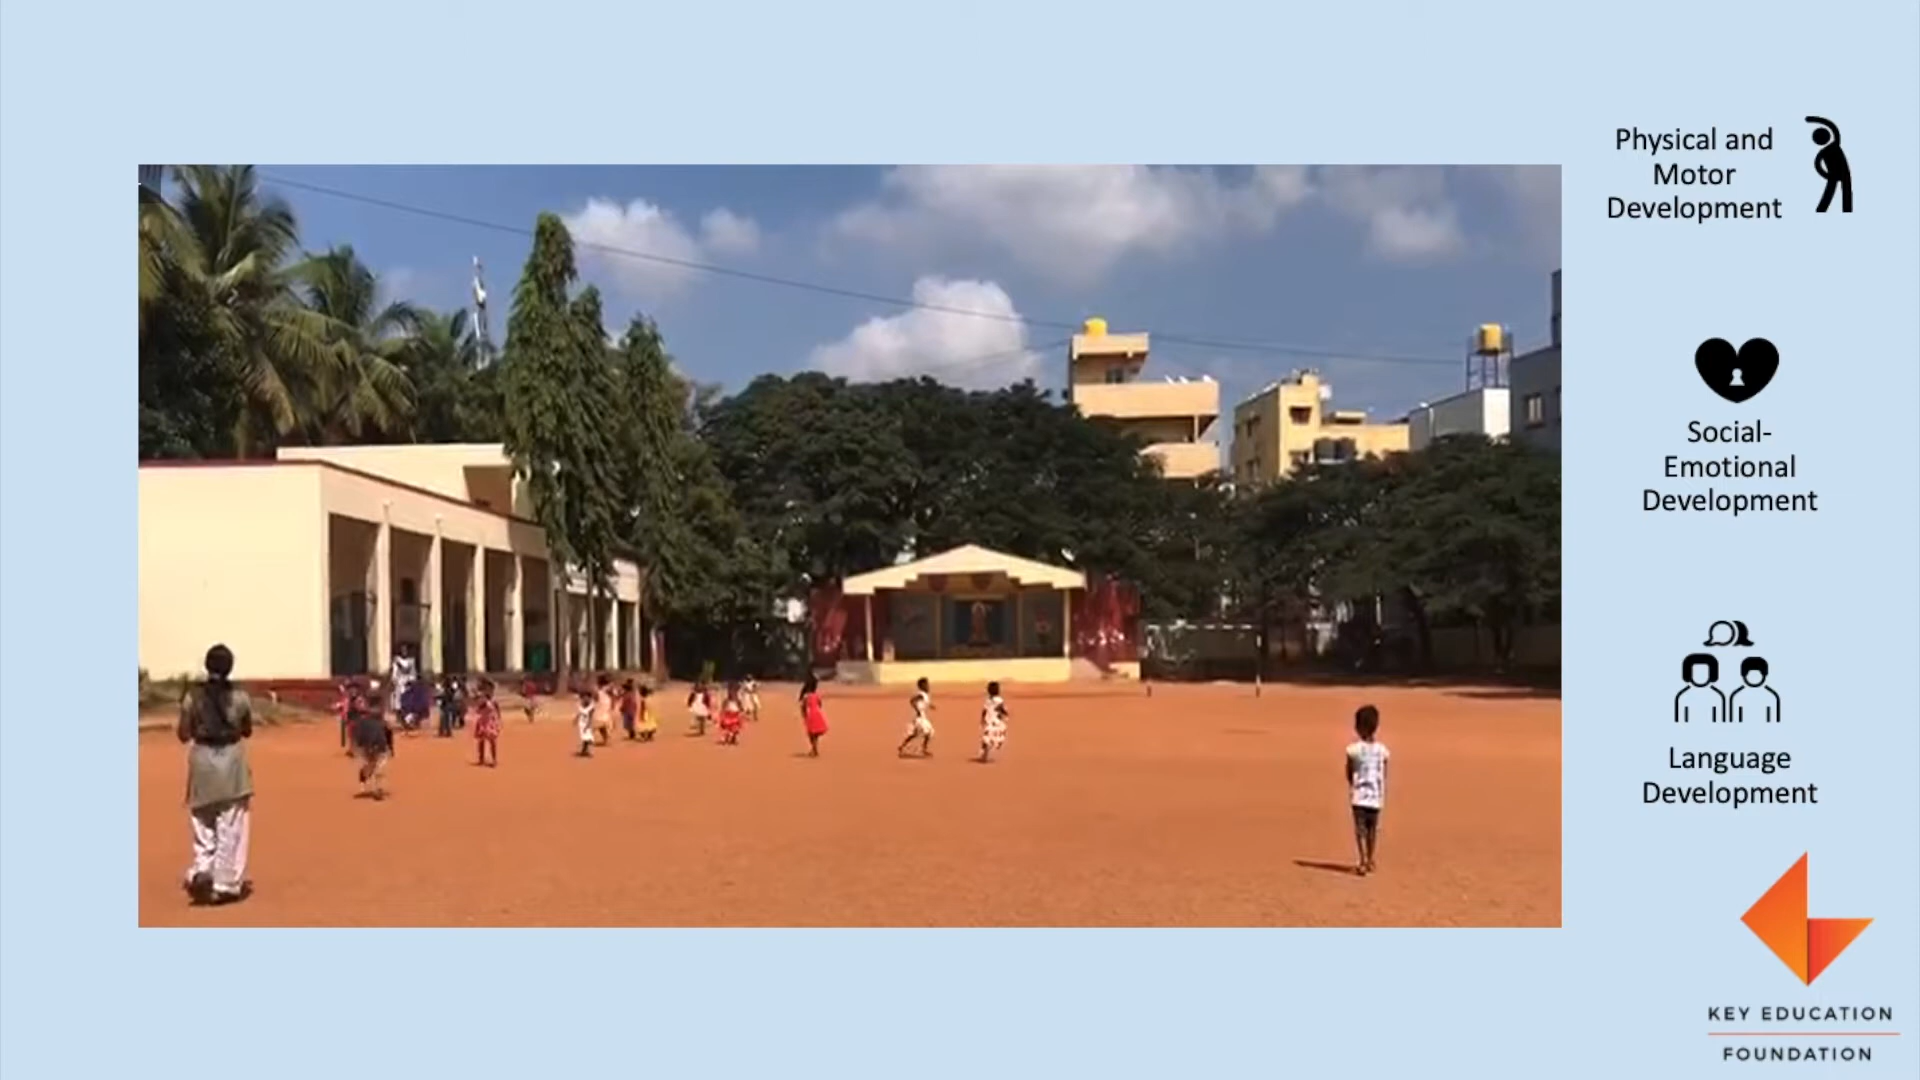 Physical and
Motor
Development
Social-
Emotional
Development
Language
Development
KEY EDUCATION
FOUNDATION